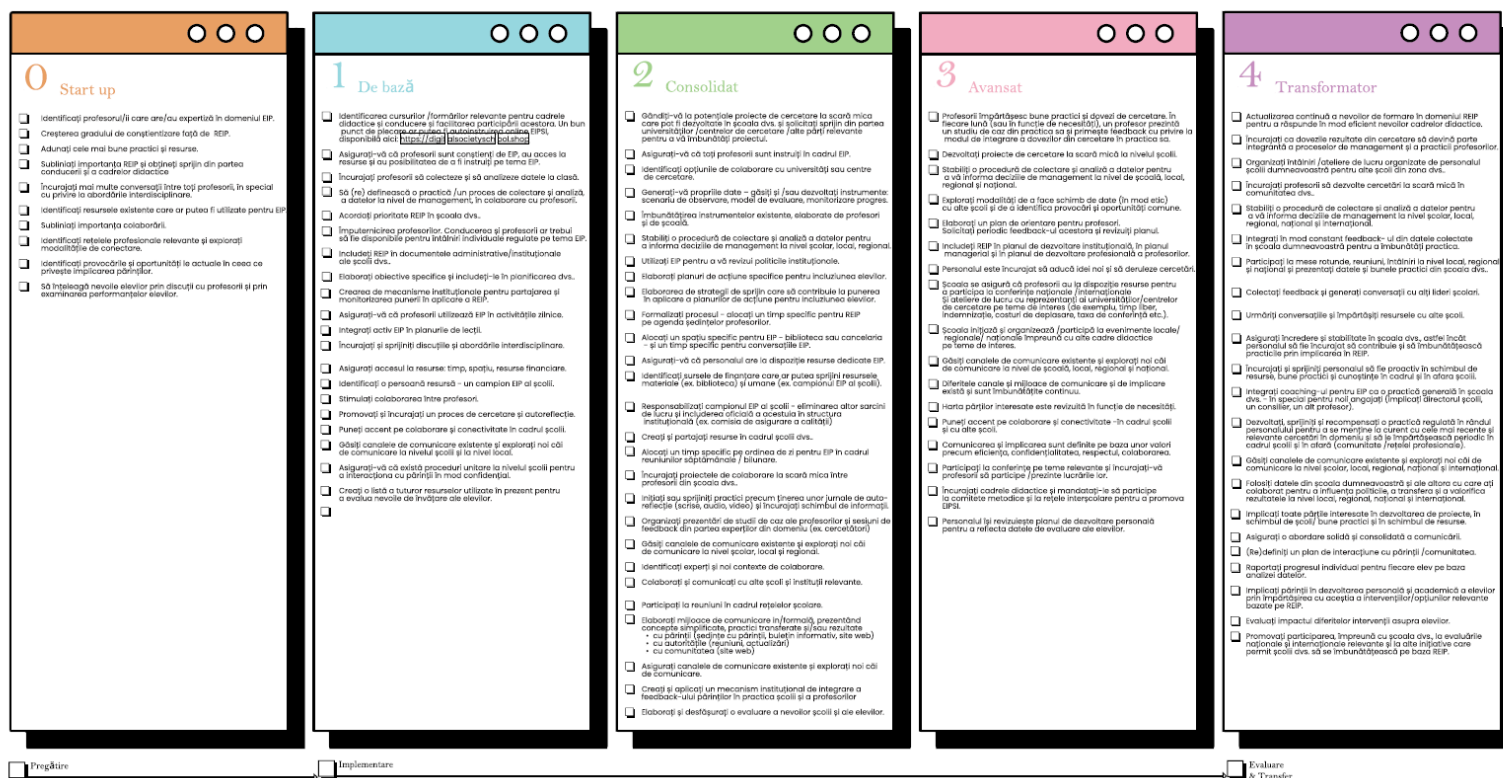 0 Start up
Identificați profesorul/ii care are/au expertiză în domeniul EIP.
Creșterea gradului de conștientizare față de REIP.
Adunați cele mai bune practici și resurse.
Subliniați importanța REIP și obțineți sprijin din partea
conducerii și a cadrelor didactice
Încurajați mai multe conversații între toți profesorii, în special
cu privire la abordările interdisciplinare.
Identificați resursele existente care ar putea fi utilizate pentru EIP.
Subliniați importanța colaborării.
Identificați rețelele profesionale relevante și explorați
modalitățile de conectare.
Identificați provocările și oportunități le actuale în ceea ce
privește implicarea părinților.
Să înțeleagă nevoile elevilor prin discuții cu profesorii și prin
examinarea performanțelor elevilor.
1 De bază
Identificarea cursurilor /formărilor relevante pentru cadrele
didactice și conducere și facilitarea participării acestora. Un bun
punct de plecare ar putea fi autoinstruirea online EIPSI,
disponibilă aici: https://digit alsocietysch ool.shop
Asigurați-vă că profesorii sunt conștienți de EIP, au acces la
resurse și au posibilitatea de a fi instruiți pe tema EIP.
Încurajați profesorii să colecteze și să analizeze datele la clasă.
Să (re) definească o practică /un proces de colectare și analiză,
a datelor la nivel de management, în colaborare cu profesorii.
Acordați prioritate REIP în școala dvs..
Împuternicirea profesorilor. Conducerea și profesorii ar trebui
să fie disponibile pentru întâlniri individuale regulate pe tema EIP.
Includeți REIP în documentele administrative/instituționale
ale școlii dvs..
Elaborați obiective specifice și includeți-le în planificarea dvs..
Crearea de mecanisme instituționale pentru partajarea și
monitorizarea punerii în aplicare a REIP.
Asigurați-vă că profesorii utilizează EIP în activitățile zilnice.
Integrați activ EIP în planurile de lecții.
Încurajați și sprijiniți discuțiile și abordările interdisciplinare.
Asigurați accesul la resurse: timp, spațiu, resurse financiare.
Identificați o persoană resursă - un campion EIP al școlii.
Stimulați colaborarea între profesori.
Promovați și încurajați un proces de cercetare și autoreflecție.
Puneți accent pe colaborare și conectivitate în cadrul școlii.
Găsiți canalele de comunicare existente și explorați noi căi
de comunicare la nivelul școlii și la nivel local.
Asigurați-vă că există proceduri unitare la nivelul școlii pentru
a interacționa cu părinții în mod confidențial.
Creați o listă a tuturor resurselor utilizate în prezent pentru
a evalua nevoile de învățare ale elevilor.
2 Consolidat
Gândiți-vă la potențiale proiecte de cercetare la scară mică
care pot fi dezvoltate în școala dvs. și solicitați sprijin din partea
universităților /centrelor de cercetare /alte părți relevante
pentru a vă îmbunătăți proiectul.
Asigurați-vă că toți profesorii sunt instruiți în cadrul EIP.
Identificați opțiunile de colaborare cu universități sau centre
de cercetare.
Generați-vă propriile date - găsiți și /sau dezvoltați instrumente:
scenariu de observare, model de evaluare, monitorizare progres.
Îmbunătățirea instrumentelor existente, elaborate de profesori
și de școală.
Stabiliți o procedură de colectare și analiză a datelor pentru
a informa deciziile de management la nivel școlar, local, regional.
Utilizați EIP pentru a vă revizui politicile instituționale.
Elaborați planuri de acțiune specifice pentru incluziunea elevilor.
Elaborarea de strategii de sprijin care să contribuie la punerea
în aplicare a planurilor de acțiune pentru incluziunea elevilor.
Formalizați procesul - alocați un timp specific pentru REIP
pe agenda ședințelor profesorilor.
Alocați un spațiu specific pentru EIP - biblioteca sau cancelaria
- și un timp specific pentru conversațiile EIP.
Asigurați-vă că personalul are la dispoziție resurse dedicate EIP.
Identificați sursele de finanțare care ar putea sprijini resursele
materiale (ex. biblioteca) și umane (ex. campionul EIP al școlii).
Responsabilizați campionul EIP al școlii - eliminarea altor sarcini
de lucru și includerea oficială a acestuia în structura
instituțională (ex. comisia de asigurare a calității)
Creați și partajați resurse în cadrul școlii dvs..
Alocați un timp specific pe ordinea de zi pentru EIP în cadrul
reuniunilor săptămânale / bilunare.
Încurajați proiectele de colaborare la scară mică între
profesorii din școala dvs..
Inițiați sau sprijiniți practici precum ținerea unor jurnale de auto-
reflecție (scrise, audio, video) și încurajați schimbul de informații.
Organizați prezentări de studii de caz ale profesorilor și sesiuni de
feedback din partea experților din domeniu (ex. cercetători)
Găsiți canalele de comunicare existente și explorați noi căi
de comunicare la nivel școlar, local și regional.
Identificați experți și noi contexte de colaborare.
Colaborați și comunicați cu alte școli și instituții relevante.
Participați la reuniuni în cadrul rețelelor școlare.
Elaborați mijloace de comunicare in/formală, prezentând
concepte simplificate, practici transferate și/sau rezultate
• cu părinții (ședințe cu părinții, buletin informativ, site web)
• cu autoritățile (reuniuni, actualizări)
• cu comunitatea (site web)
Asigurați canalele de comunicare existente și explorați noi căi
de comunicare.
Creați și aplicați un mecanism instituțional de integrare a
feedback-ului părinților în practica școlii și a profesorilor
Elaborați și desfășurați o evaluare a nevoilor școlii și ale elevilor.
3 Avansat
Profesorii împărtășesc bune practici și dovezi de cercetare. În
fiecare lună (sau în funcție de necesități), un profesor prezintă
un studiu de caz din practica sa și primește feedback cu privire la
modul de integrare a dovezilor din cercetare în practica sa.
Dezvoltați proiecte de cercetare la scară mică la nivelul școlii.
Stabiliți o procedură de colectare și analiză a datelor pentru
a vă informa deciziile de management la nivel de școală, local,
regional și național.
Explorați modalități de a face schimb de date (în mod etic)
cu alte școli și de a identifica provocări și oportunități comune.
Elaborați un plan de orientare pentru profesori.
Solicitați periodic feedback-ul acestora și revizuiți planul.
Includeți REIP în planul de dezvoltare instituțională, în planul
managerial și în planul de dezvoltare profesională a profesorilor.
Personalul este încurajat să aducă idei noi și să deruleze cercetări.
Școala se asigură că profesorii au la dispoziție resurse pentru
a participa la conferințe naționale /internaționale
Și ateliere de lucru cu reprezentanți ai universităților/centrelor
de cercetare pe teme de interes (de exemplu, timp liber,
indemnizație, costuri de deplasare, taxa de conferință etc.).
Școala inițiază și organizează /participă la evenimente locale/
regionale/ naționale împreună cu alte cadre didactice
pe teme de interes.
Găsiți canalele de comunicare existente și explorați noi căi
de comunicare la nivel de școală, local, regional și național.
Diferitele canale și mijloace de comunicare și de implicare
există și sunt îmbunătățite continuu.
Harta părților interesate este revizuită în funcție de necesități.
Puneți accent pe colaborare și conectivitate -în cadrul școlii
și cu alte școli.
Comunicarea și implicarea sunt definite pe baza unor valori
precum eficiența, confidențialitatea, respectul, colaborarea.
Participați la conferințe pe teme relevante și încurajați-vă
profesorii să participe /prezinte lucrările lor.
Încurajați cadrele didactice și mandatați-le să participe
la comitete metodice și la rețele interșcolare pentru a promova
EIPSI.
Personalul își revizuiește planul de dezvoltare personală
pentru a reflecta datele de evaluare ale elevilor.
4 Transformator
Actualizarea continuă a nevoilor de formare în domeniul REIP
pentru a răspunde în mod eficient nevoilor cadrelor didactice.
Încurajați ca dovezile rezultate din cercetare să devină parte
integrantă a proceselor de management și a practicii profesorilor.
Organizați întâlniri /ateliere de lucru organizate de personalul
școlii dumneavoastră pentru alte școli din zona dvs..
Încurajați profesorii să dezvolte cercetări la scară mică în
comunitatea dvs..
Stabiliți o procedură de colectare și analiză a datelor pentru
a vă informa deciziile de management la nivel școlar, local,
regional, național și internațional.
Integrați în mod constant feedback- ul din datele colectate
în școala dumneavoastră pentru a îmbunătăți practica.
Participați la mese rotunde, reuniuni, întâlniri la nivel local, regional
și național și prezentați datele și bunele practici din școala dvs..
Colectați feedback și generați conversații cu alți lideri școlari.
Urmăriți conversațiile și împărtășiți resursele cu alte școli.
Asigurați încredere și stabilitate în școala dvs., astfel încât
personalul să fie încurajat să contribuie și să îmbunătățească
practicile prin implicarea în REIP.
Încurajați și sprijiniți personalul să fie proactiv în schimbul de
resurse, bune practici și cunoștințe în cadrul și în afara școlii.
Integrați coaching-ul pentru EIP ca o practică generală în școala
dvs. - în special pentru noii angajați (implicați directorul școlii,
un consilier, un alt profesor).
Dezvoltați, sprijiniți și recompensați o practică regulată în rândul
personalului pentru a se menține la curent cu cele mai recente și
relevante cercetări în domeniu și să le împărtășească periodic în
cadrul școlii și în afară (comunitate /rețelei profesionale).
Găsiți canalele de comunicare existente și explorați noi căi de
comunicare la nivel școlar, local, regional, național și internațional.
Folosiți datele din școala dumneavoastră și ale altora cu care ați
colaborat pentru a influența politicile, a transfera și a valorifica
rezultatele la nivel local, regional, național și internațional.
Implicați toate părțile interesate în dezvoltarea de proiecte, în
schimbul de școli/ bune practici și în schimbul de resurse.
Asigurați o abordare solidă și consolidată a comunicării.
(Re)definiți un plan de interacțiune cu părinții /comunitatea.
Raportați progresul individual pentru fiecare elev pe baza
analizei datelor.
Implicați părinții în dezvoltarea personală și academică a elevilor
prin împărtășirea cu aceștia a intervențiilor/opțiunilor relevante
bazate pe REIP.
Evaluați impactul diferitelor intervenții asupra elevilor.
Promovați participarea, împreună cu școala dvs., la evaluările
naționale și internaționale relevante și la alte inițiative care
permit școlii dvs. să se îmbunătățească pe baza REIP.
Pregătire
Implementare
Evaluare
& Transfer